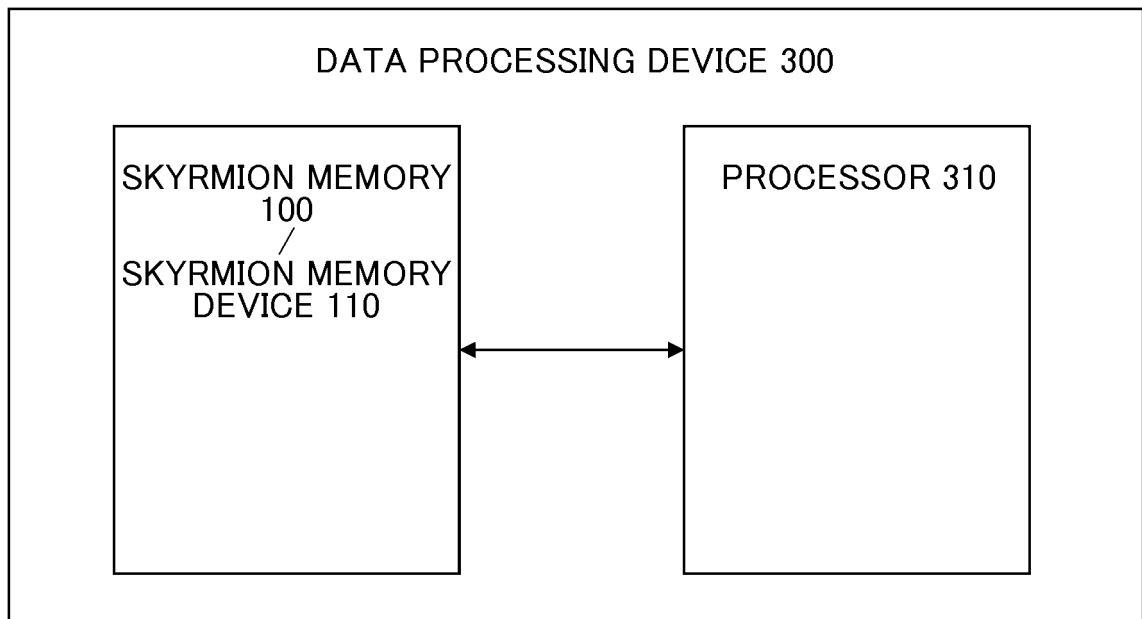 DATA PROCESSING DEVICE 300
SKYRMION MEMORY
100
/
SKYRMION MEMORY
DEVICE 110
PROCESSOR 310